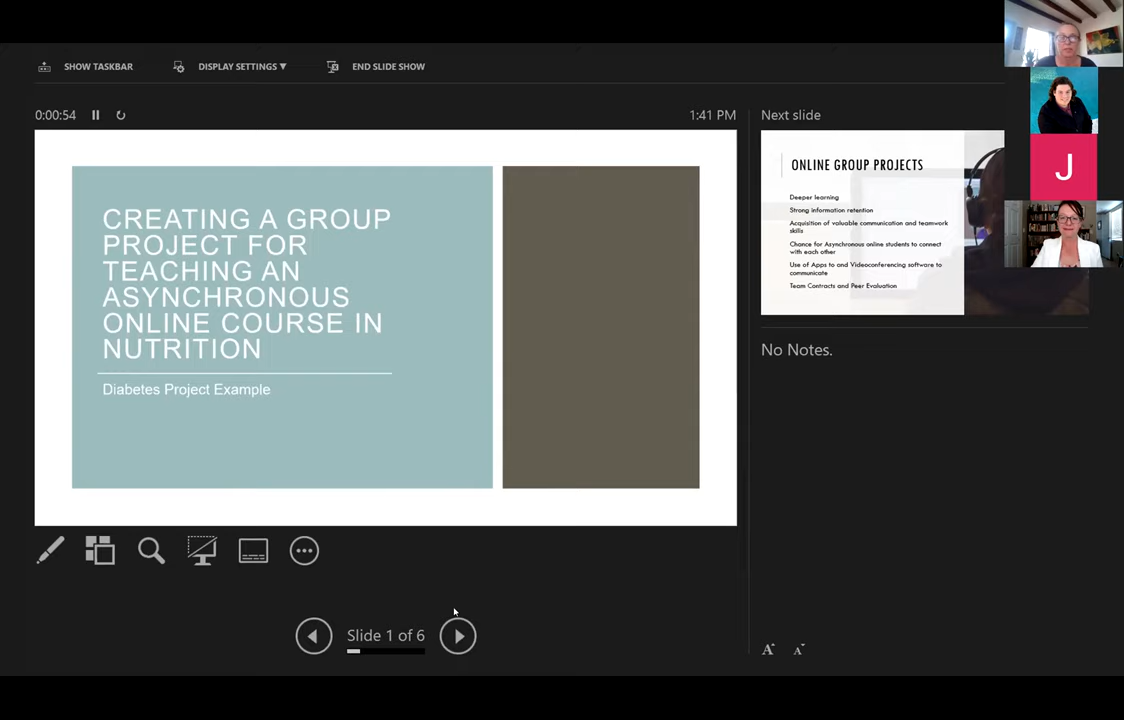 SHOW TASKBAR
DISPLAY SETTINGS ▼
END SLIDE SHOW
0:00:54
1:41 PM
CREATING A GROUP
PROJECT FOR
TEACHING AN
ASYNCHRONOUS
ONLINE COURSE IN
NUTRITION
Diabetes Project Example
Next slide
ONLINE GROUP PROJECTS
Deeper learning
Strong information retention
Acquisition of valuable communication and teamwork
skills
Chance for Asynchronous online students to connect
with each other
Use of Apps to and Videoconferencing software to
communicate
Team Contracts and Peer Evaluation
J
No Notes.
Slide 1 of 6
A A